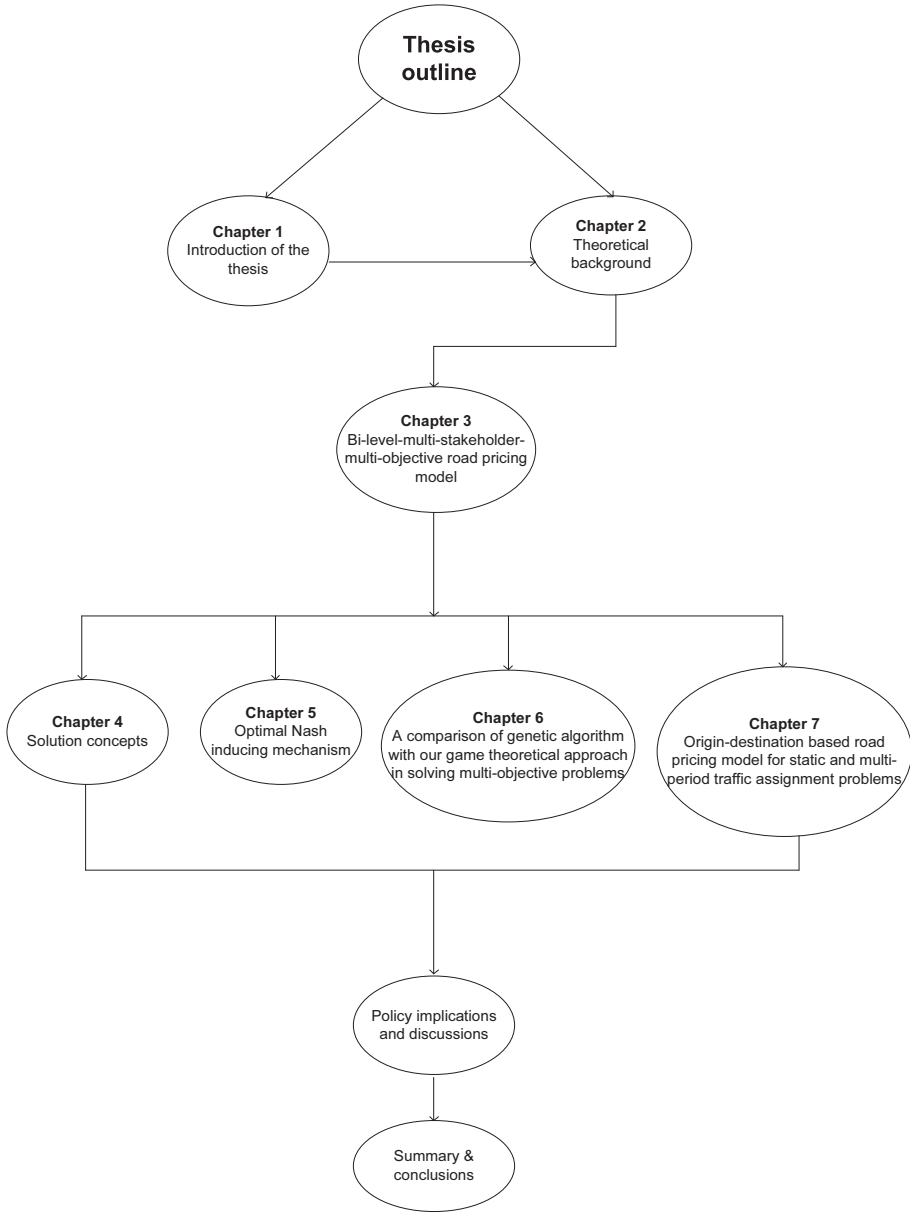 Thesis
outline
Chapter 1
Introduction of the
thesis
Chapter 2
Theoretical
background
Chapter 3
Bi-level-multi-stakeholder-
multi-objective road pricing
model
Chapter 4
Solution concepts
Chapter 5
Optimal Nash
inducing mechanism
Chapter 6
A comparison of genetic algorithm
with our game theoretical approach
in solving multi-objective problems
Chapter 7
Origin-destination based road
pricing model for static and multi-
period traffic assignment problems
Policy implications
and discussions
Summary &
conclusions